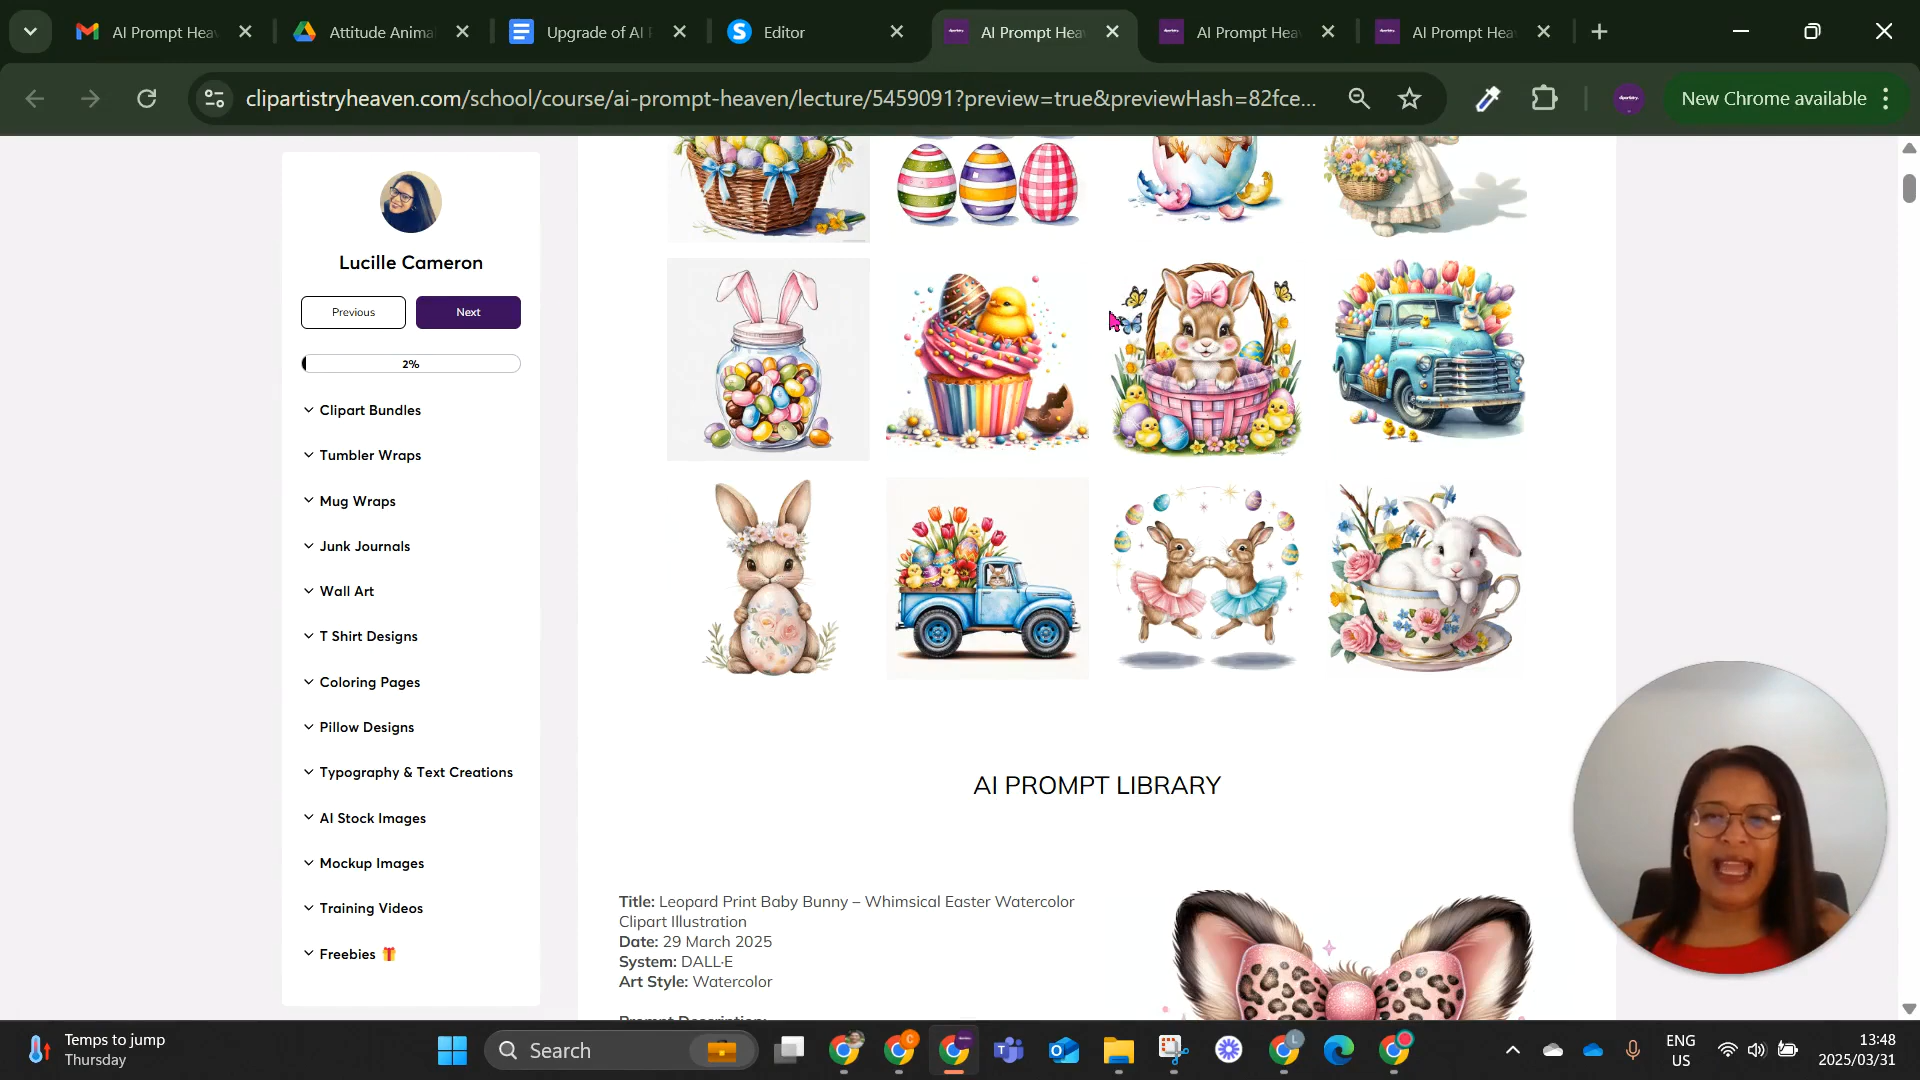 AI Prompt Hea
Attitude Anima
Upgrade of AI
Editor
AI Prompt Hea
AI Prompt Hea
AI Prompt Hea
clipartistryheaven.com/school/course/ai-prompt-heaven/lecture/5459091?preview=true&previewHash=82fce...
New Chrome available
Lucille Cameron
Previous
Next
2%
Clipart Bundles
Tumbler Wraps
Mug Wraps
Junk Journals
Wall Art
T Shirt Designs
Coloring Pages
Pillow Designs
Typography & Text Creations
AI Stock Images
Mockup Images
Training Videos
Freebies
AI PROMPT LIBRARY
Title: Leopard Print Baby Bunny – Whimsical Easter Watercolor
Clipart Illustration
Date: 29 March 2025
System: DALL·E
Art Style: Watercolor
Prompt Description:
Temps to jump
Thursday
Search
ENG
US
13:48
2025/03/31